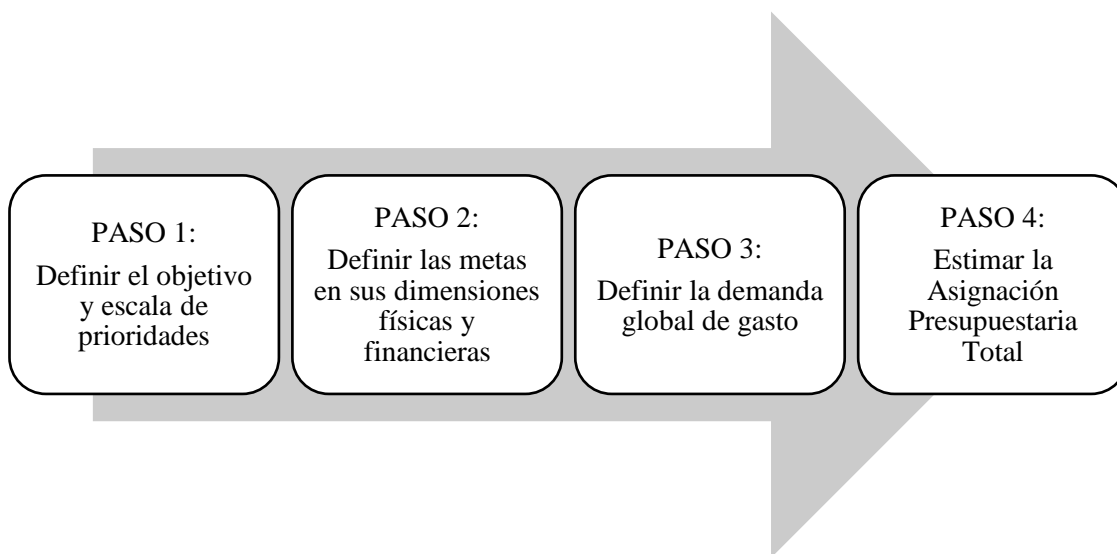 PASO 1:
Definir el objetivo
y escala de
prioridades
PASO 2:
Definir las metas
en sus dimensiones
físicas y
financieras
PASO 3:
Definir la demanda
global de gasto
PASO 4:
Estimar la
Asignación
Presupuestaria
Total